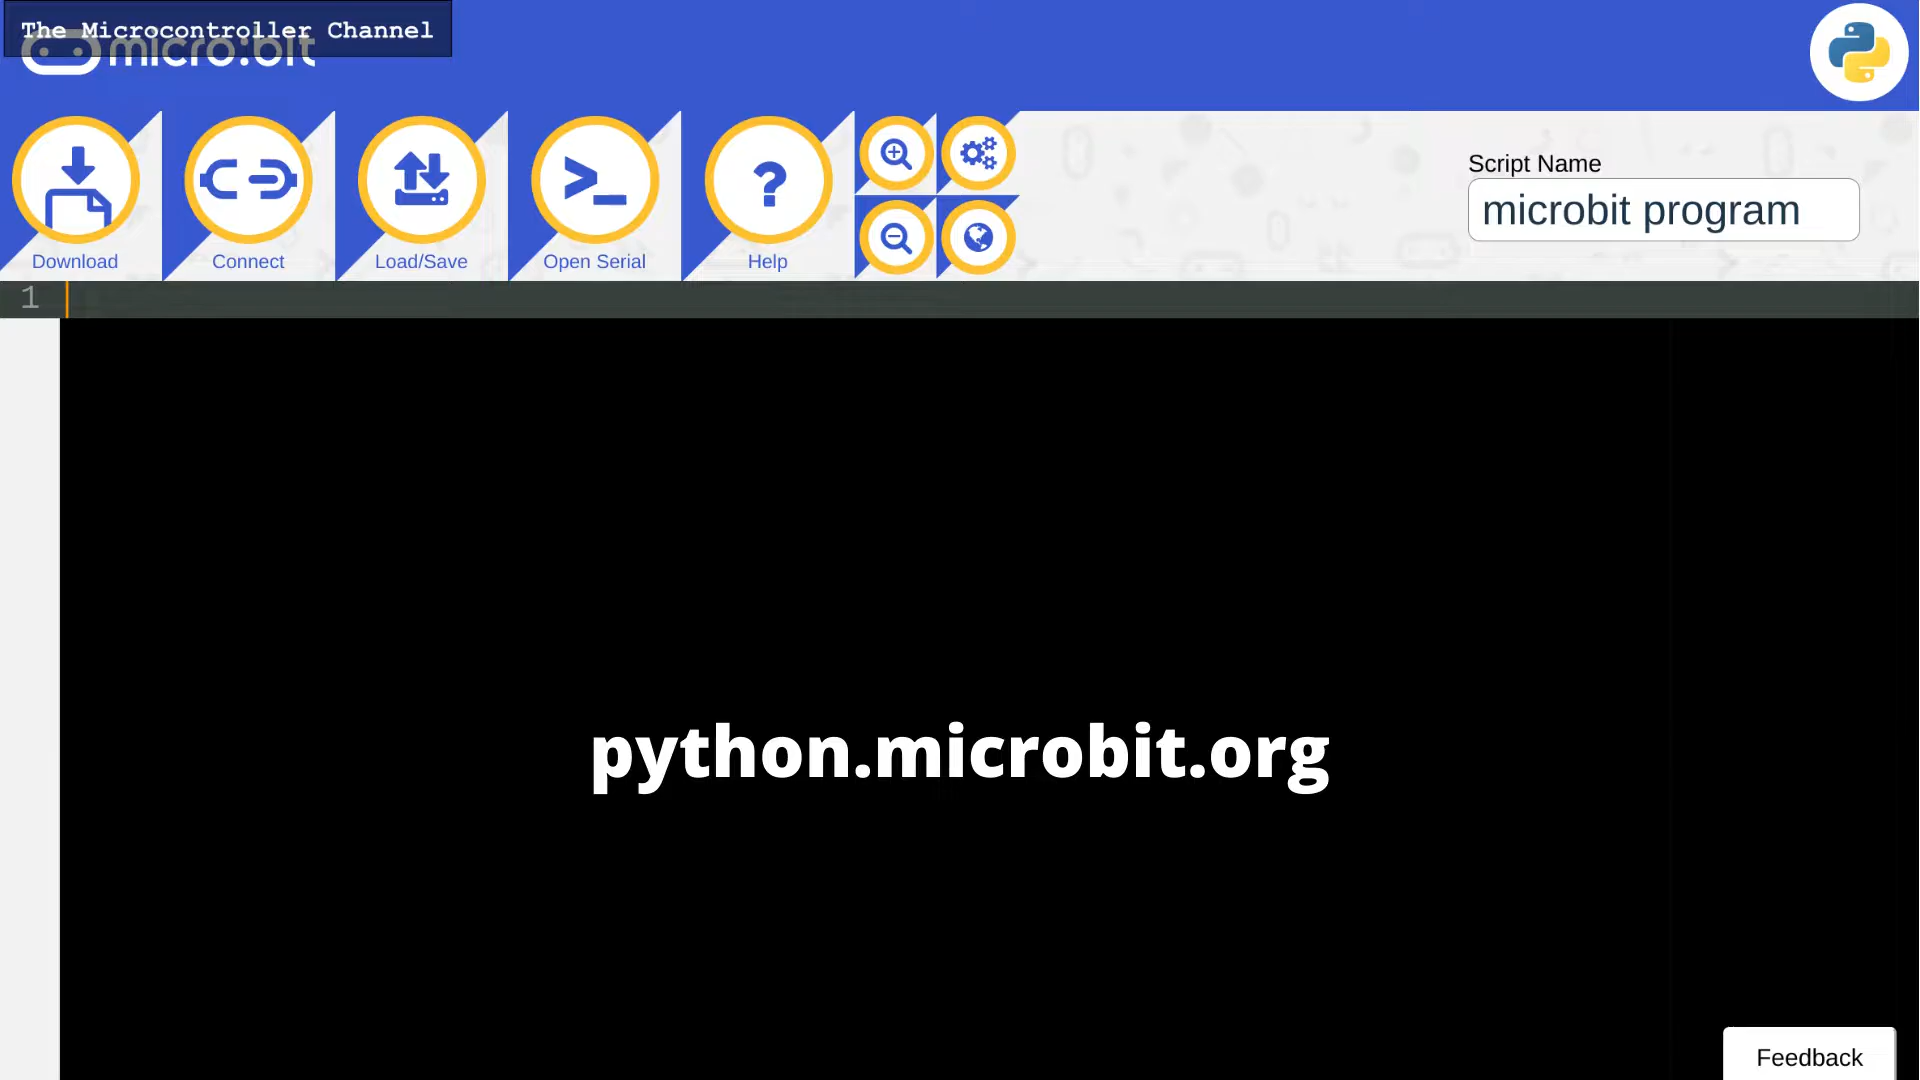 The Microcontroller Channel
micro:bit
Script Name
microbit program
Download
Connect
Load/Save
Open Serial
Help
1
python.microbit.org
Feedback